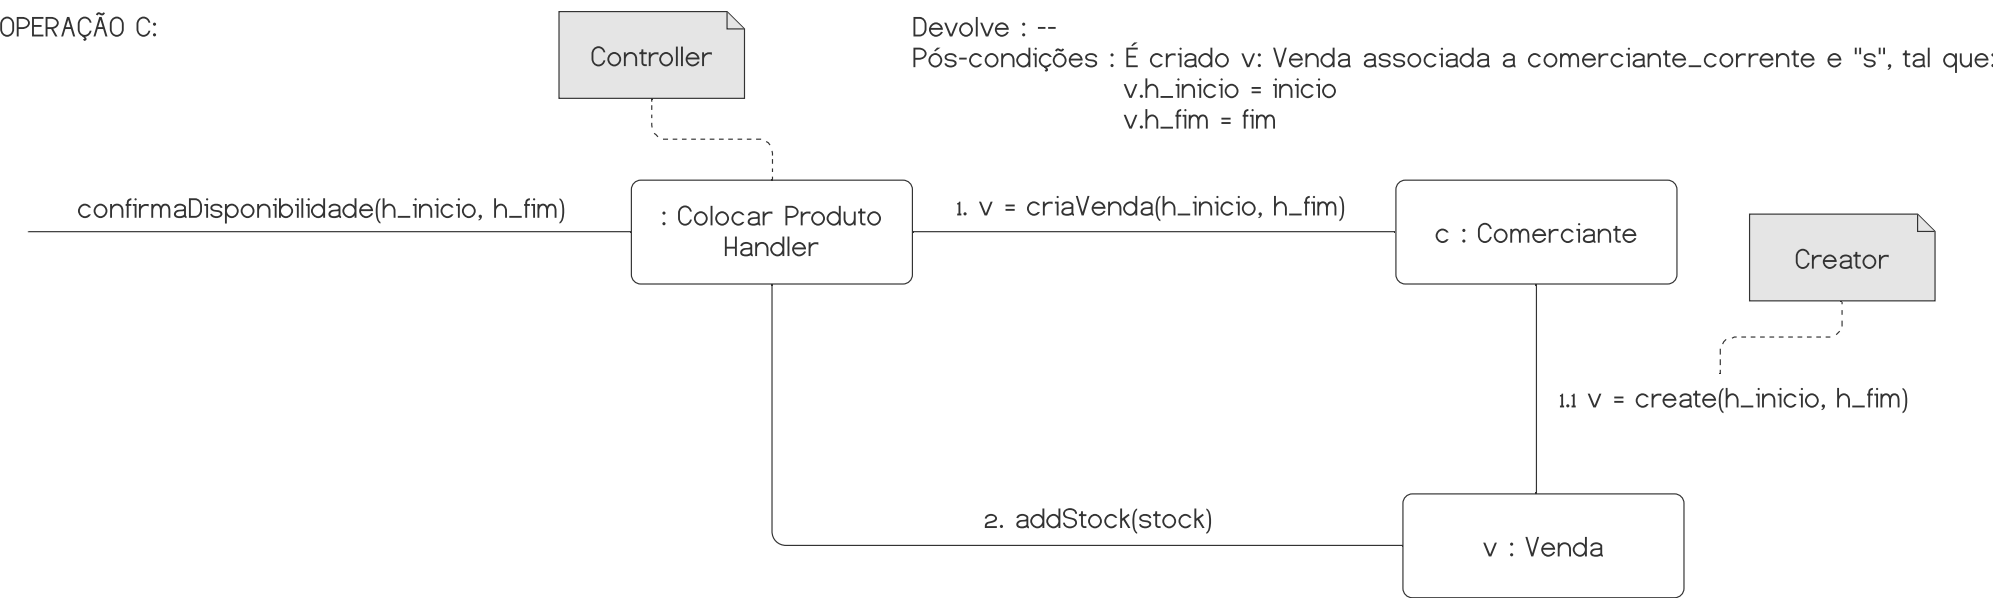 OPERAÇÃO C:
Controller
Devolve : --
Pós-condições : É criado v: Venda associada a comerciante_corrente e "s", tal que:
v.h_inicio = inicio
v.h_fim = fim
confirmaDisponibilidade(h_inicio, h_fim)
: Colocar Produto
Handler
1. v = criaVenda(h_inicio, h_fim)
c : Comerciante
Creator
1.1 v = create(h_inicio, h_fim)
2. addStock(stock)
v : Venda